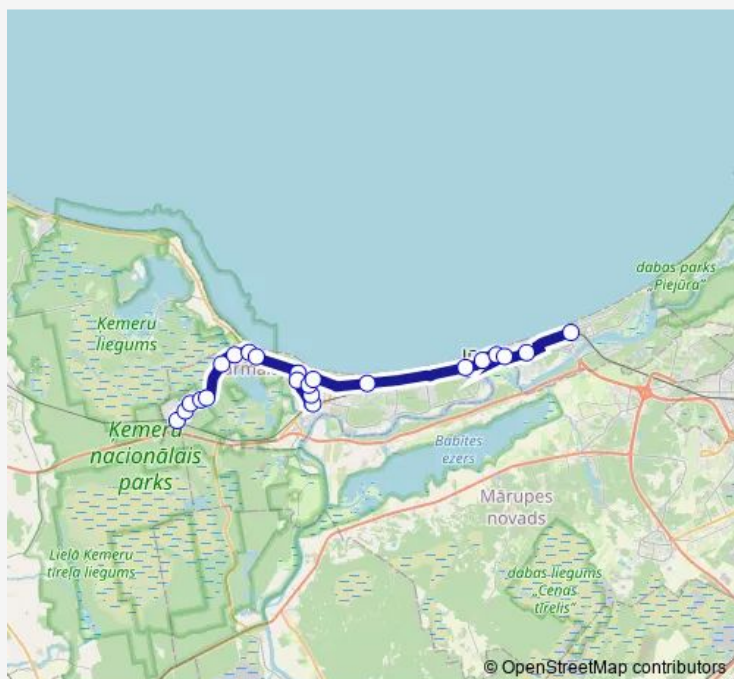 dabas parks
„Piejūra"
Ķemeru
liegums
Ķemeru
nacionālais
parks
Babītes
ezers
Mārupes
novads
Lielā Ķemeru
tīreļa liegums
dabas liegums
„Cenas
tīrelis"
© OpenStreetMap contributors